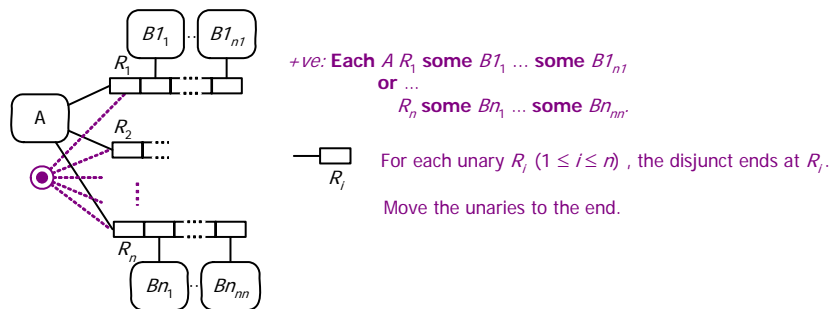 B1₁ .. B1ₙ₁
R₁
+ve: Each A R₁ some B1₁ ... some B1ₙ₁
or ...
Rₙ some Bn₁ ... some Bnₙₙ.
A
R₂
Rᵢ
For each unary Rᵢ (1 ≤ i ≤ n) , the disjunct ends at Rᵢ.
Move the unaries to the end.
Rₙ
Bn₁ .. Bnₙₙ